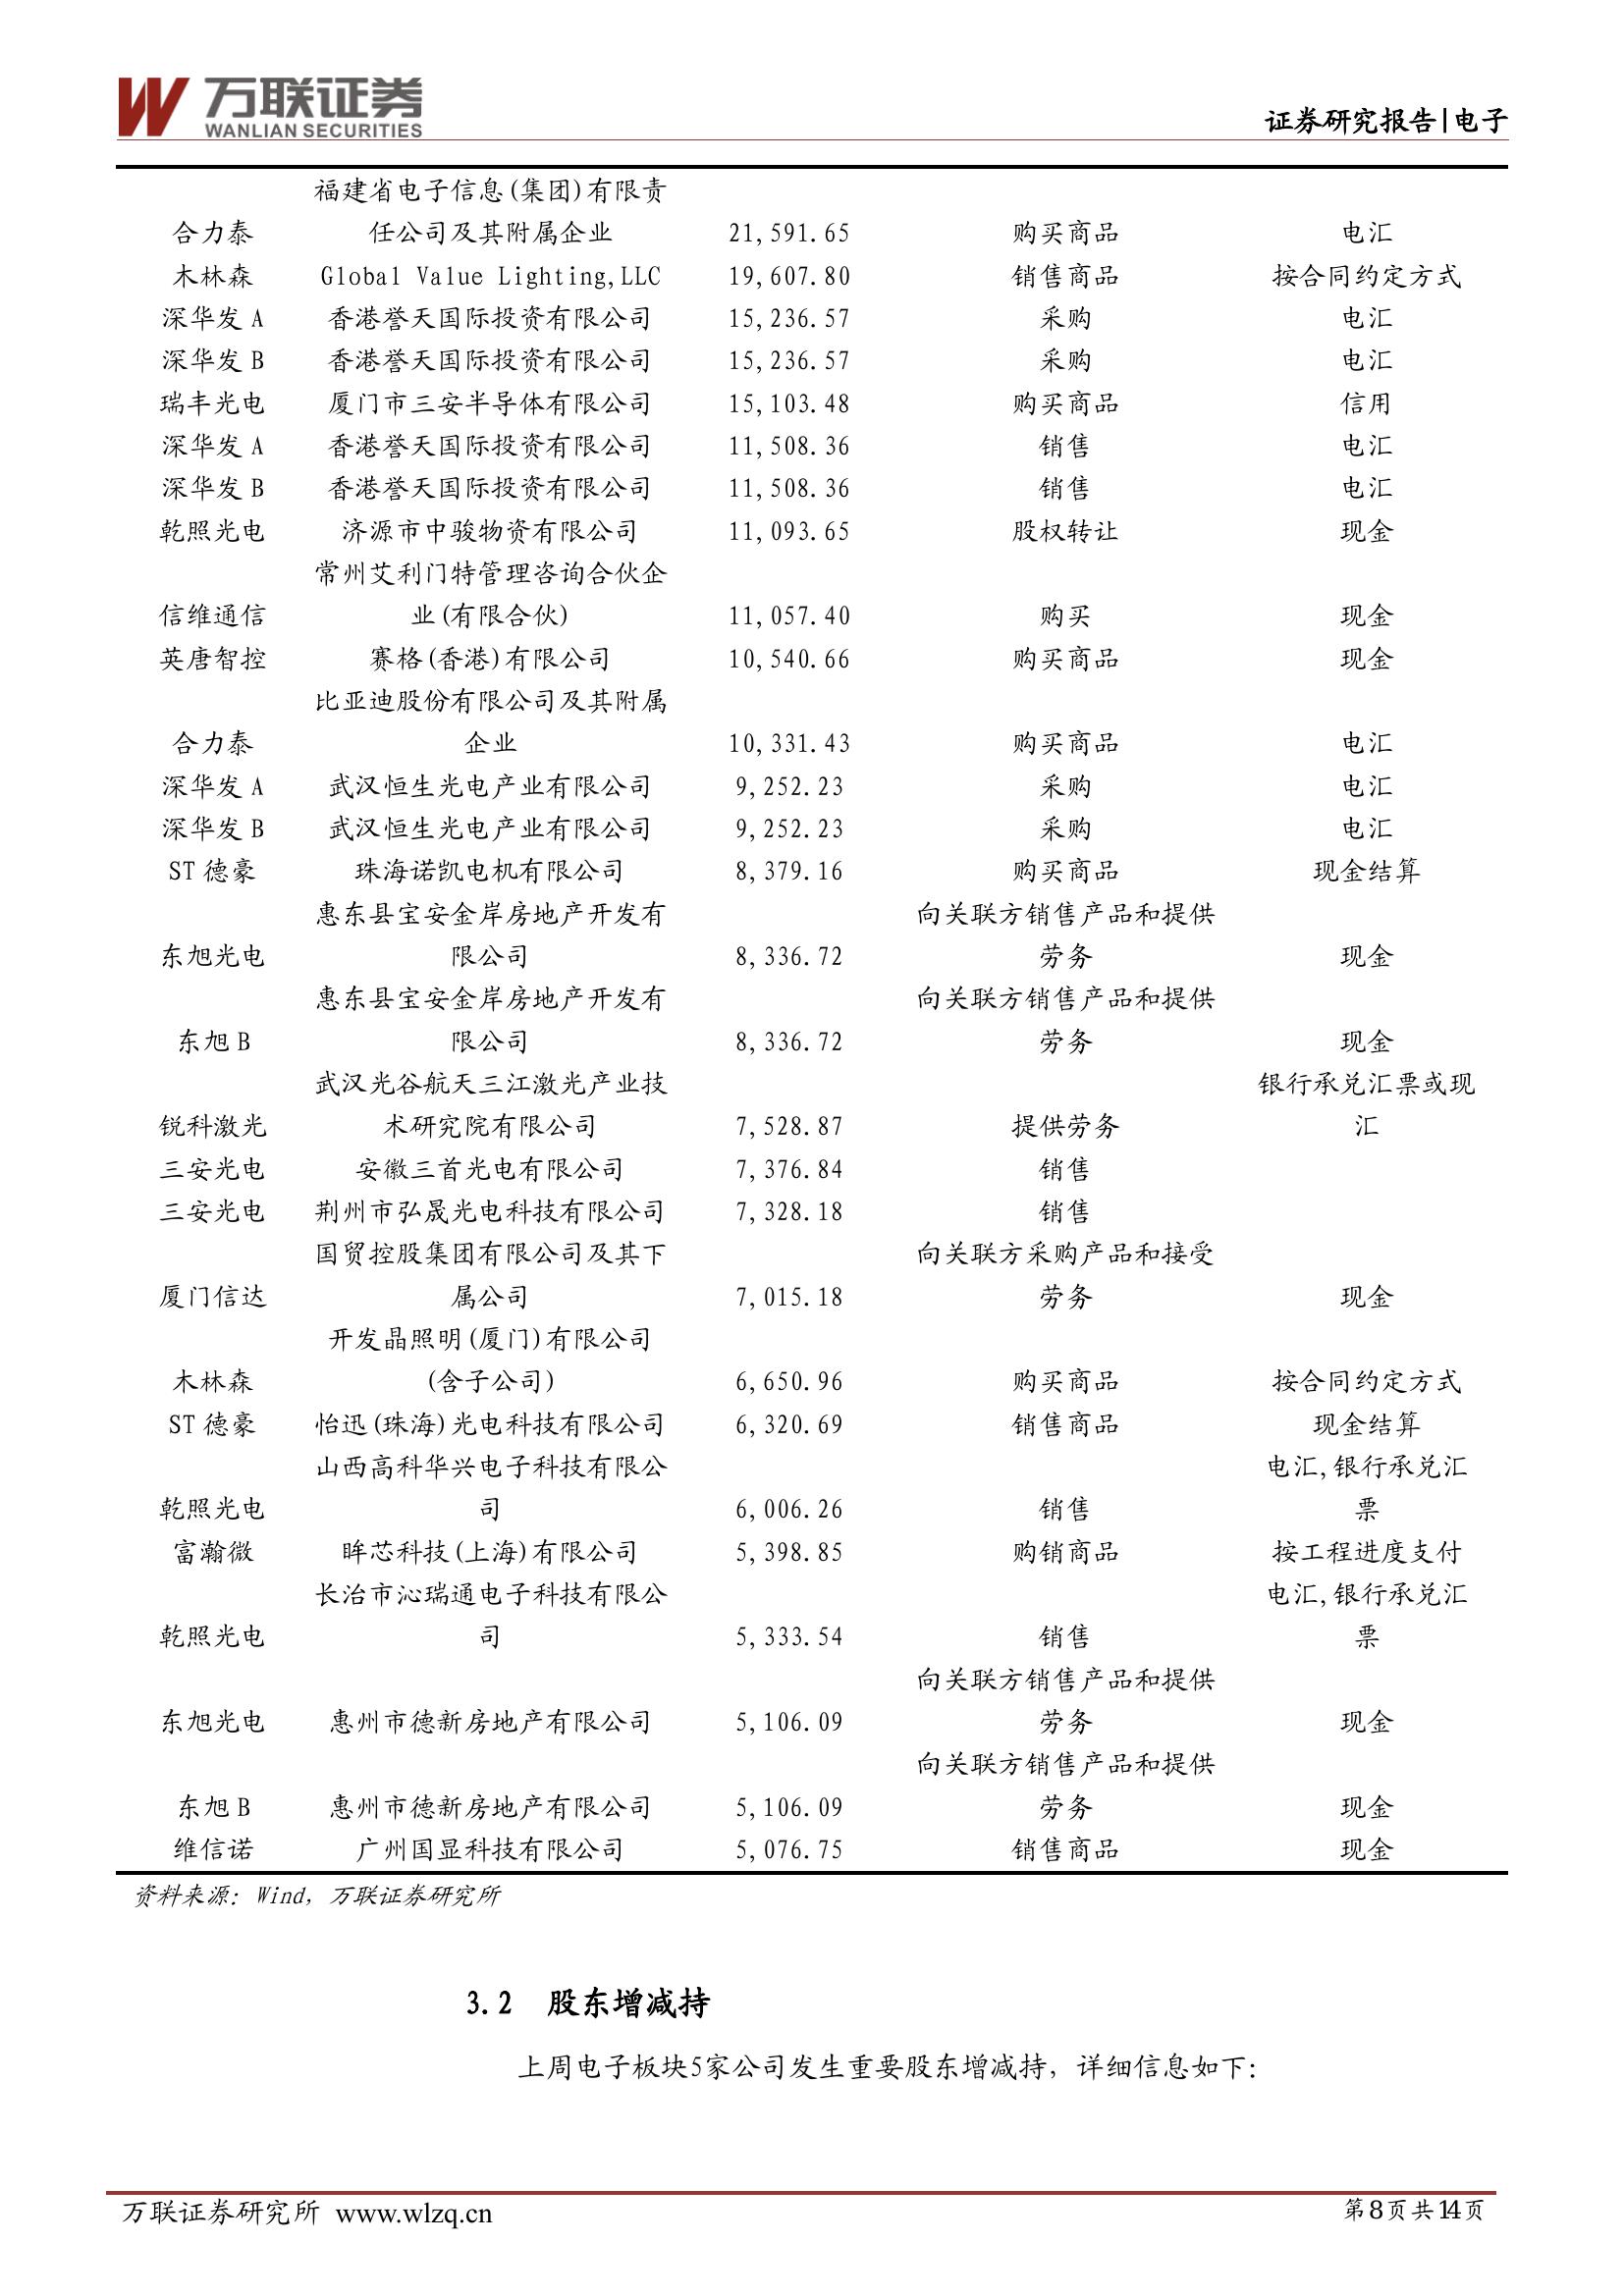 万联证券
WANLIAN SECURITIES
证券研究报告|电子
福建省电子信息(集团)有限责
合力泰 任公司及其附属企业 21,591.65 购买商品 电汇
木林森 Global Value Lighting,LLC 19,607.80 销售商品 按合同约定方式
深华发 A 香港誉天国际投资有限公司 15,236.57 采购 电汇
深华发 B 香港誉天国际投资有限公司 15,236.57 采购 电汇
瑞丰光电 厦门市三安半导体有限公司 15,103.48 购买商品 信用
深华发 A 香港誉天国际投资有限公司 11,508.36 销售 电汇
深华发 B 香港誉天国际投资有限公司 11,508.36 销售 电汇
乾照光电 济源市中骏物资有限公司 11,093.65 股权转让 现金
常州艾利门特管理咨询合伙企
信维通信 业(有限合伙) 11,057.40 购买 现金
英唐智控 赛格(香港)有限公司 10,540.66 购买商品 现金
比亚迪股份有限公司及其附属
合力泰 企业 10,331.43 购买商品 电汇
深华发 A 武汉恒生光电产业有限公司 9,252.23 采购 电汇
深华发 B 武汉恒生光电产业有限公司 9,252.23 采购 电汇
ST 德豪 珠海诺凯电机有限公司 8,379.16 购买商品 现金结算
惠东县宝安金岸房地产开发有 向关联方销售产品和提供
东旭光电 限公司 8,336.72 劳务 现金
惠东县宝安金岸房地产开发有 向关联方销售产品和提供
东旭 B 限公司 8,336.72 劳务 现金
武汉光谷航天三江激光产业技 银行承兑汇票或现
锐科激光 术研究院有限公司 7,528.87 提供劳务 汇
三安光电 安徽三首光电有限公司 7,376.84 销售
三安光电 荆州市弘晟光电科技有限公司 7,328.18 销售
国贸控股集团有限公司及其下 向关联方采购产品和接受
厦门信达 属公司 7,015.18 劳务 现金
开发晶照明(厦门)有限公司
木林森 (含子公司) 6,650.96 购买商品 按合同约定方式
ST 德豪 怡迅(珠海)光电科技有限公司 6,320.69 销售商品 现金结算
山西高科华兴电子科技有限公 电汇,银行承兑汇
乾照光电 司 6,006.26 销售 票
富瀚微 眸芯科技(上海)有限公司 5,398.85 购销商品 按工程进度支付
长治市沁瑞通电子科技有限公 电汇,银行承兑汇
乾照光电 司 5,333.54 销售 票
向关联方销售产品和提供
东旭光电 惠州市德新房地产有限公司 5,106.09 劳务 现金
向关联方销售产品和提供
东旭 B 惠州市德新房地产有限公司 5,106.09 劳务 现金
维信诺 广州国显科技有限公司 5,076.75 销售商品 现金
资料来源：Wind，万联证券研究所
3.2 股东增减持
上周电子板块5家公司发生重要股东增减持，详细信息如下：
万联证券研究所 www.wlzq.cn 第8页共14页